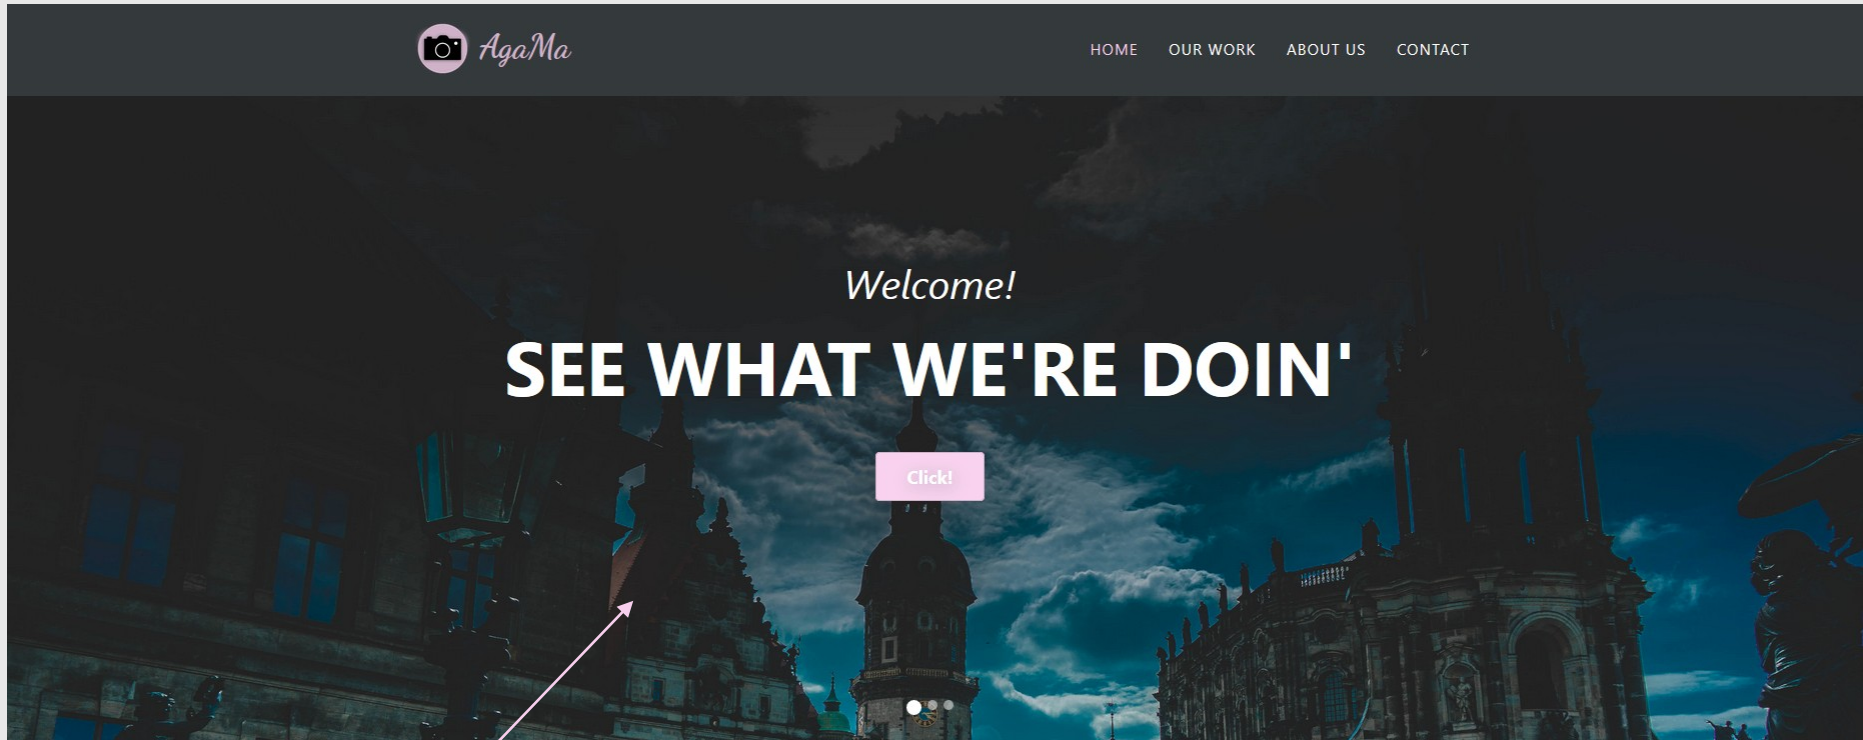 AgaMa
HOME OUR WORK ABOUT US CONTACT
Welcome!
SEE WHAT WE'RE DOIN'
Click!